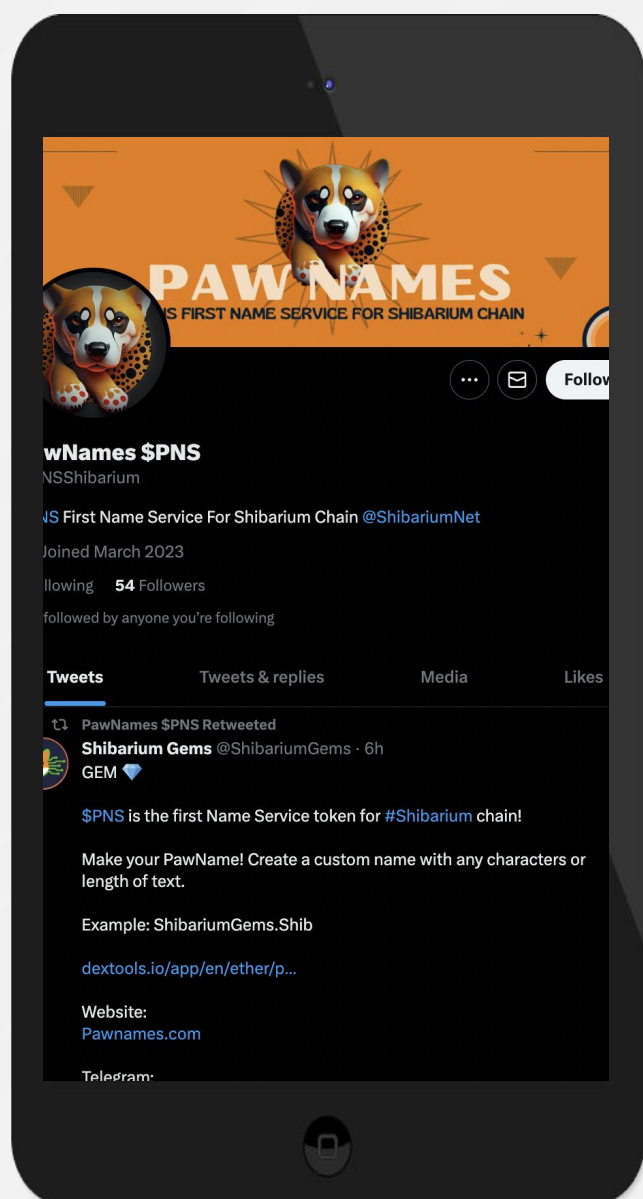 PAW NAMES
S FIRST NAME SERVICE FOR SHIBARIUM CHAIN
Follow
wNames $PNS
NSShibarium
NS First Name Service For Shibarium Chain @ShibariumNet
Joined March 2023
llowing 54 Followers
followed by anyone you're following
Tweets Tweets & replies Media Likes
PawNames $PNS Retweeted
Shibarium Gems @ShibariumGems · 6h
GEM 💎
$PNS is the first Name Service token for #Shibarium chain!
Make your PawName! Create a custom name with any characters or
length of text.
Example: ShibariumGems.Shib
dextools.io/app/en/ether/p...
Website:
Pawnames.com
Telegram: